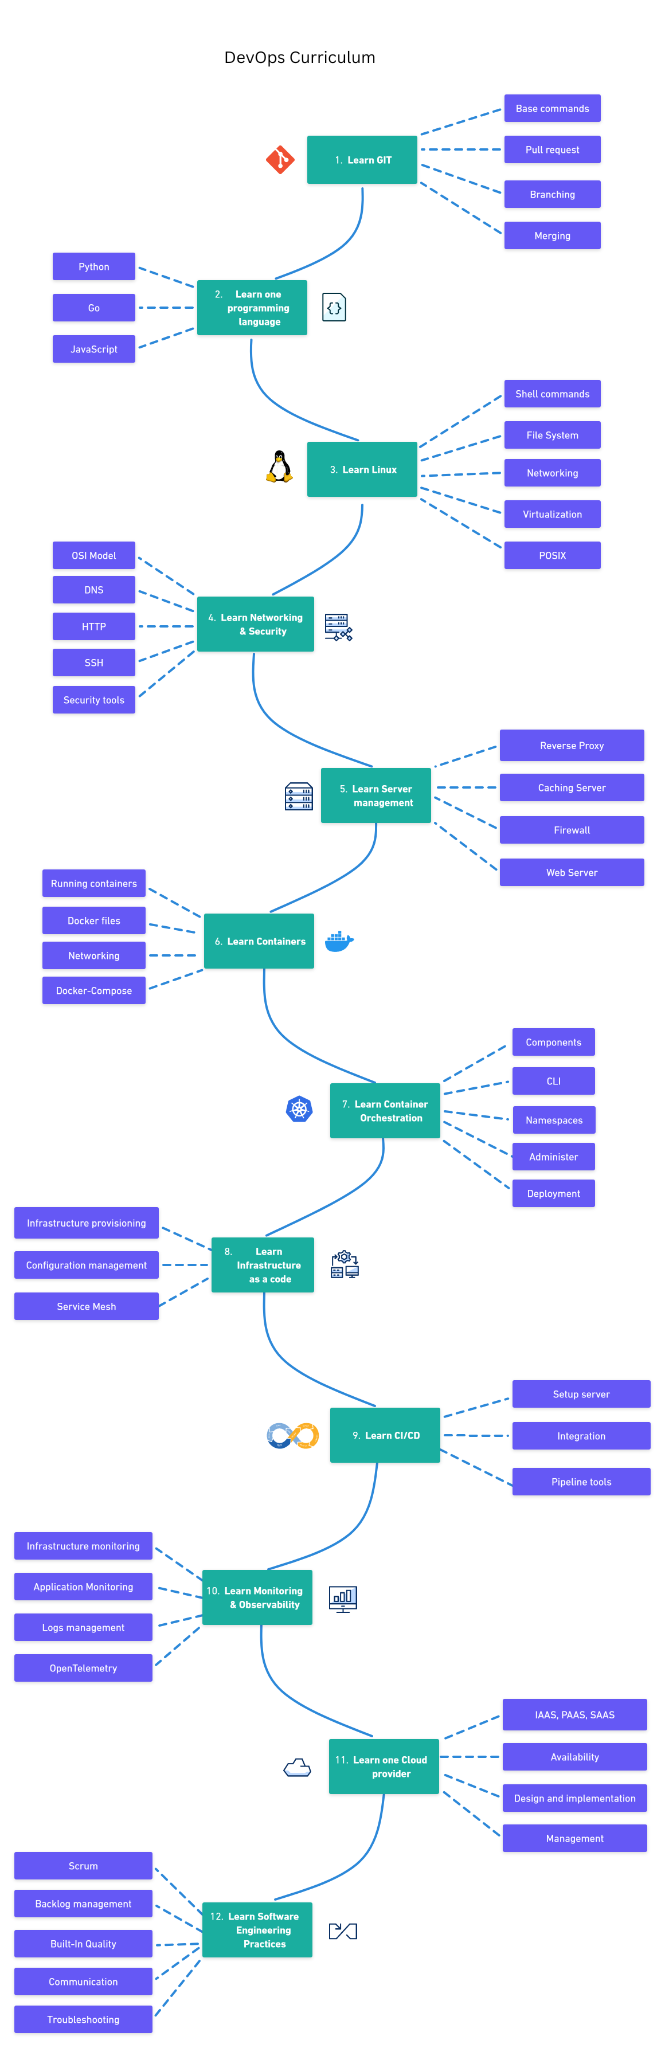 DevOps Curriculum
1. Learn GIT
Base commands
Pull request
Branching
Merging
2. Learn one
programming
language
Python
Go
JavaScript
3. Learn Linux
Shell commands
File System
Networking
Virtualization
POSIX
4. Learn Networking
& Security
OSI Model
DNS
HTTP
SSH
Security tools
5. Learn Server
management
Reverse Proxy
Caching Server
Firewall
Web Server
6. Learn Containers
Running containers
Docker files
Networking
Docker-Compose
7. Learn Container
Orchestration
Components
CLI
Namespaces
Administer
Deployment
8. Learn
Infrastructure
as a code
Infrastructure provisioning
Configuration management
Service Mesh
9. Learn CI/CD
Setup server
Integration
Pipeline tools
10. Learn Monitoring
& Observability
Infrastructure monitoring
Application Monitoring
Logs management
OpenTelemetry
11. Learn one Cloud
provider
IAAS, PAAS, SAAS
Availability
Design and implementation
Management
12. Learn Software
Engineering
Practices
Scrum
Backlog management
Built-In Quality
Communication
Troubleshooting